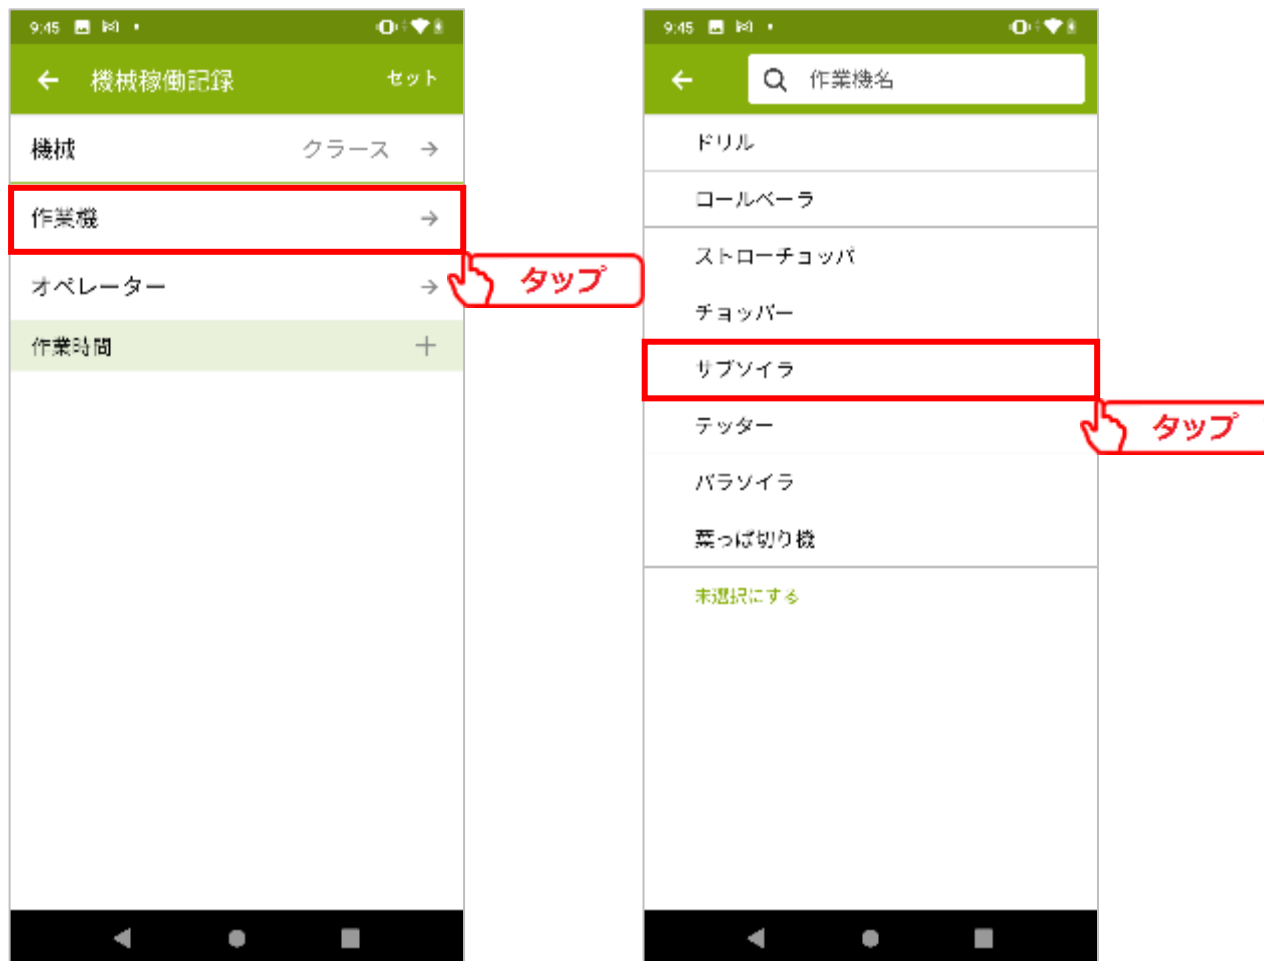 9:45
機械稼働記録 セット
機械 クラース
作業機
オペレーター
作業時間
タップ
9:45
作業機名
ドリル
ロールベーラ
ストローチョッパ
チョッパー
サブソイラ
テッダー
パラソイラ
葉っぱ切り機
未選択にする
タップ